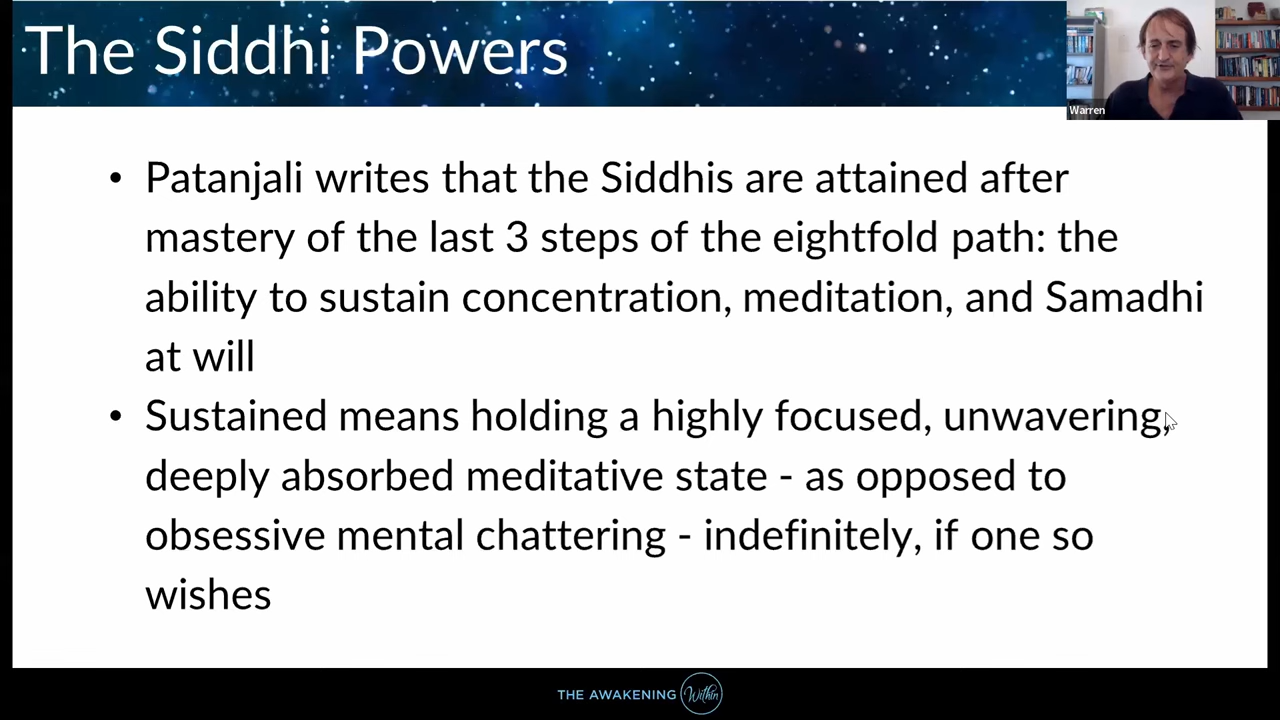 The Siddhi Powers
Warren
• Patanjali writes that the Siddhis are attained after
mastery of the last 3 steps of the eightfold path: the
ability to sustain concentration, meditation, and Samadhi
at will
• Sustained means holding a highly focused, unwavering,
deeply absorbed meditative state - as opposed to
obsessive mental chattering - indefinitely, if one so
wishes
THE AWAKENING Within